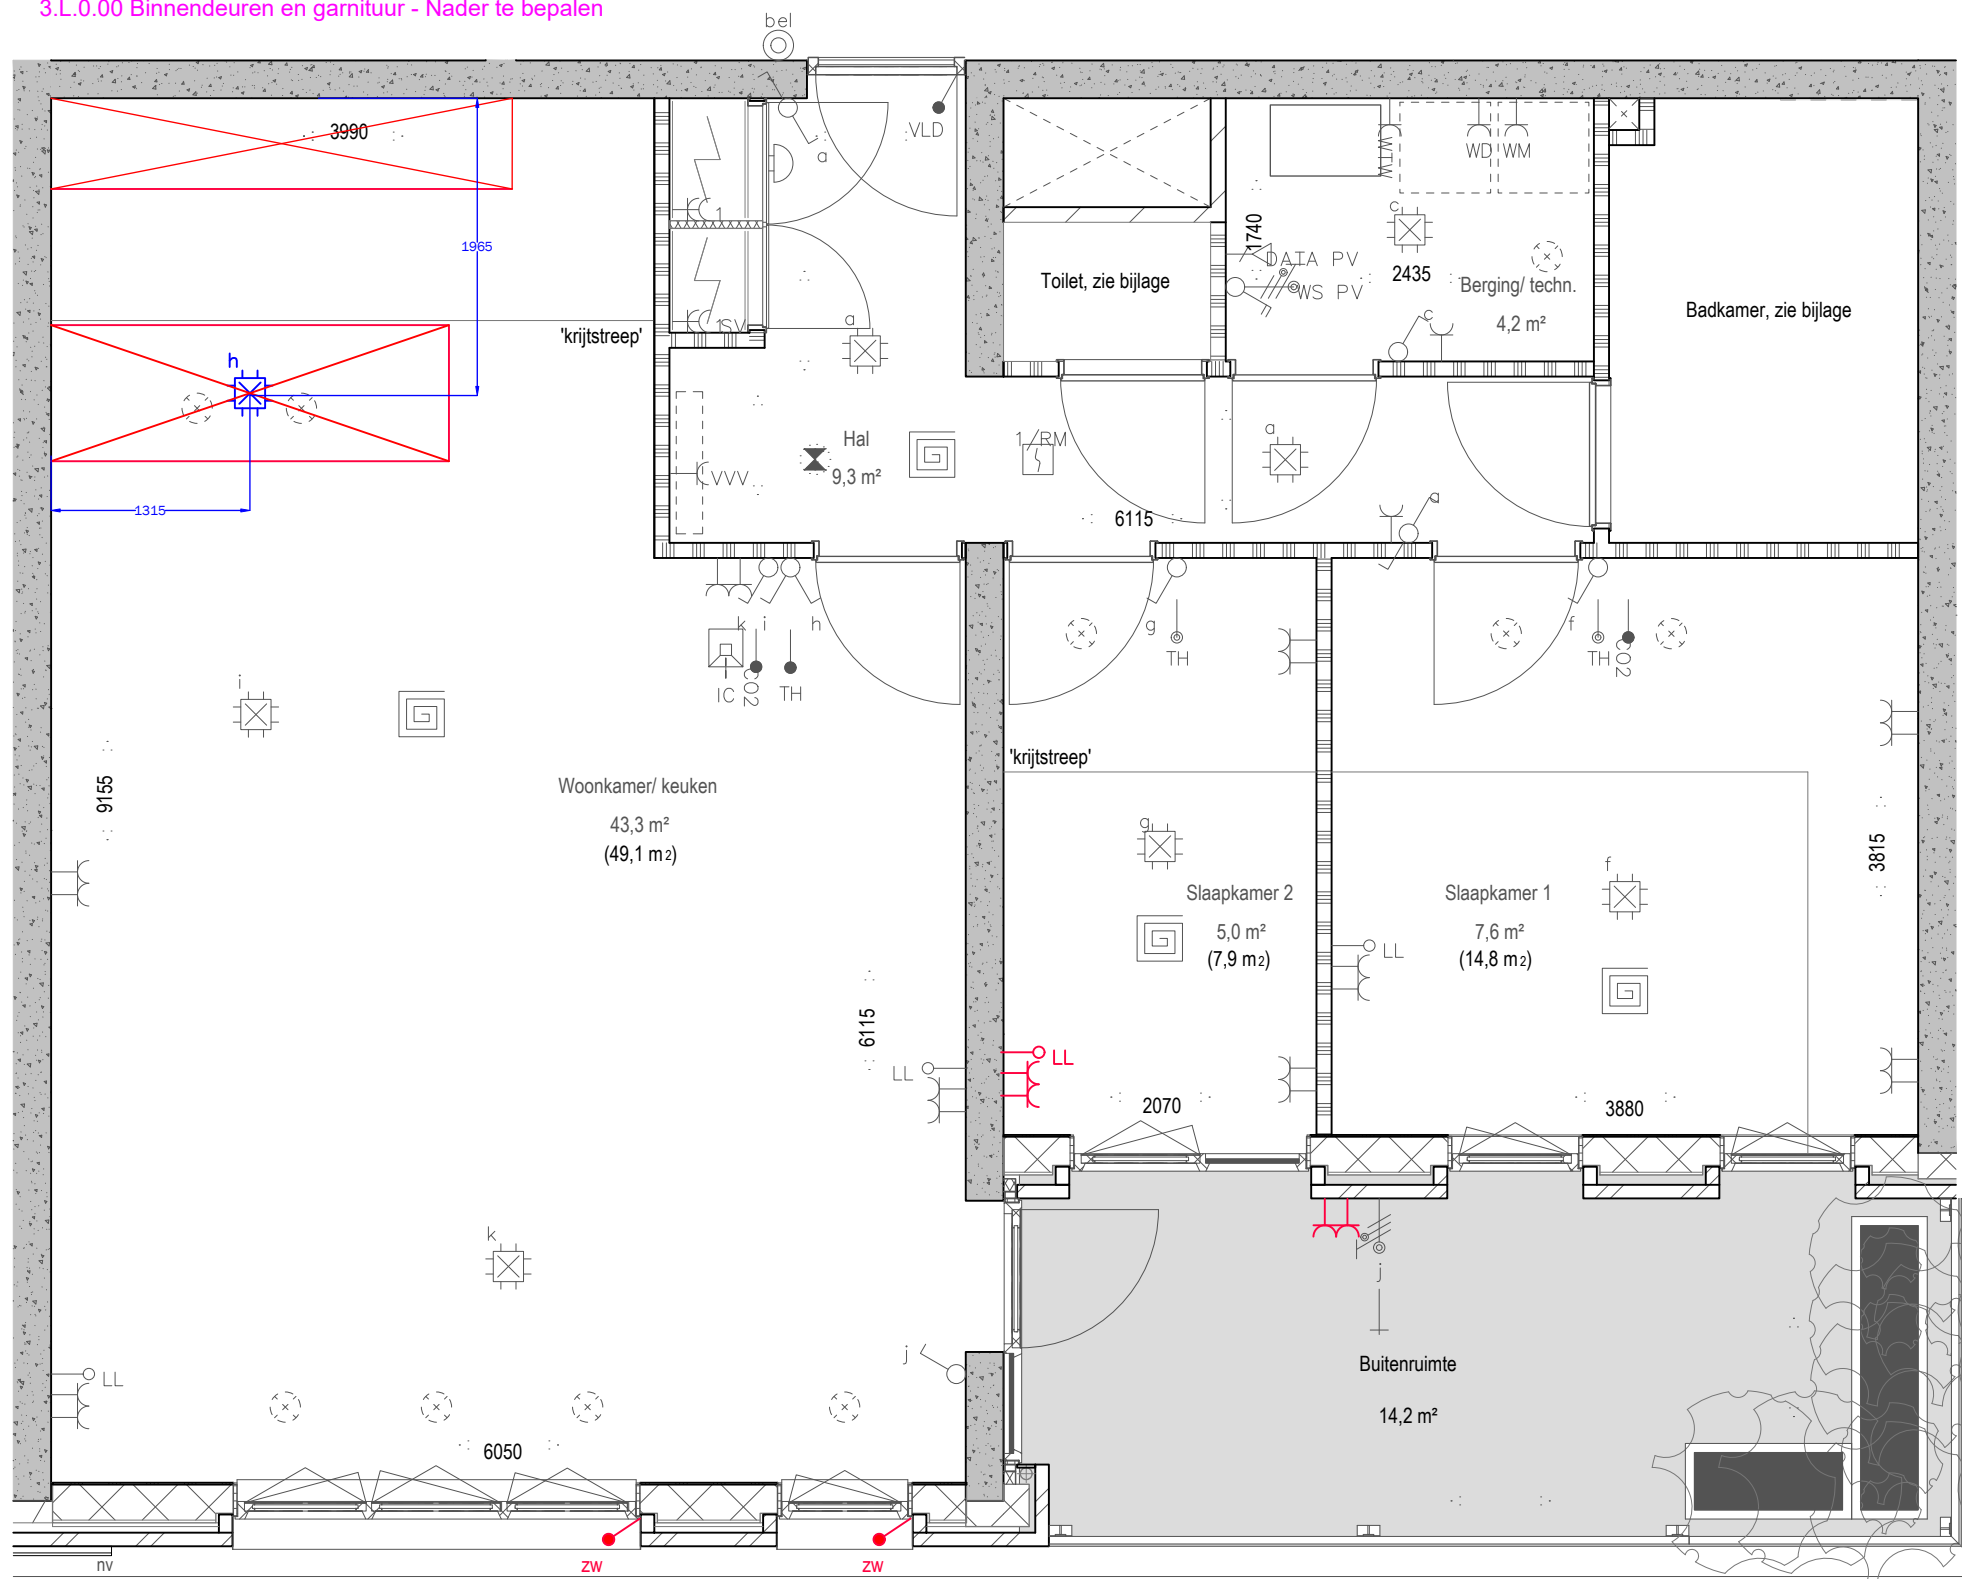 3.L.0.00 Binnendeuren en garnituur - Nader te bepalen
bel
3990
a
VLD
WTW
WD
WM
1
c
1965
1740
DATA PV
2435
WS PV
Toilet, zie bijlage
Berging/ techn.
4,2 m²
Badkamer, zie bijlage
1SV
'krijtstreep'
a
c
h
Hal
9,3 m²
1/RM
a
VVV
1315
6115
a
k
i
h
g
f
IC
CO2
TH
TH
TH
CO2
i
'krijtstreep'
9155
Woonkamer/ keuken
43,3 m²
(49,1 m2)
g
3815
f
Slaapkamer 2
5,0 m²
(7,9 m2)
Slaapkamer 1
7,6 m²
(14,8 m2)
LL
6115
LL
LL
2070
3880
k
j
j
Buitenruimte
14,2 m²
LL
6050
nv
zw
zw